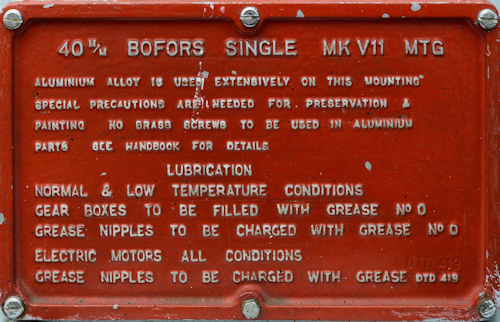 40 M/M BOFORS SINGLE MK V11 MTG
ALUMINIUM ALLOY IS USED EXTENSIVELY ON THIS MOUNTING
SPECIAL PRECAUTIONS ARE NEEDED FOR PRESERVATION &
PAINTING NO BRASS SCREWS TO BE USED IN ALUMINIUM
PARTS SEE HANDBOOK FOR DETAILS
LUBRICATION
NORMAL & LOW TEMPERATURE CONDITIONS
GEAR BOXES TO BE FILLED WITH GREASE No 0
GREASE NIPPLES TO BE CHARGED WITH GREASE No 0
ELECTRIC MOTORS ALL CONDITIONS
GREASE NIPPLES TO BE CHARGED WITH GREASE DTD 419